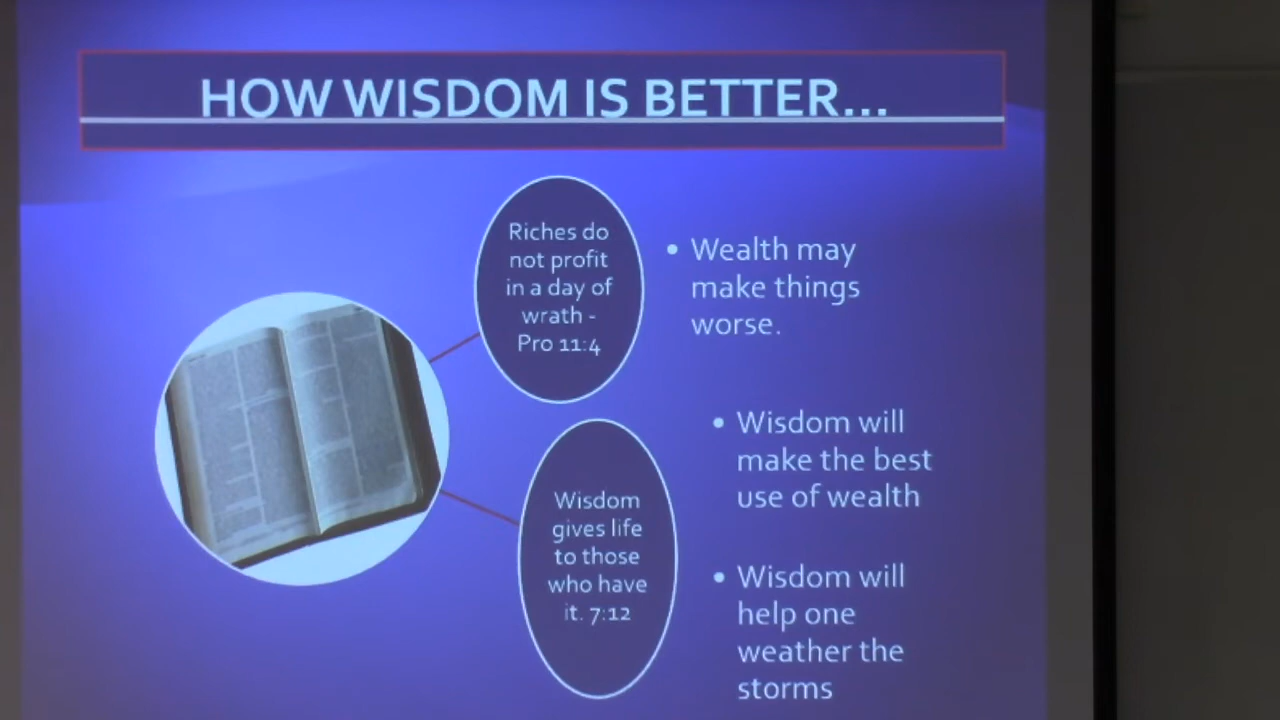 HOW WISDOM IS BETTER...
Riches do
not profit
in a day of
wrath -
Pro 11:4
• Wealth may
make things
worse.
Wisdom
gives life
to those
who have
it. 7:12
• Wisdom will
make the best
use of wealth
• Wisdom will
help one
weather the
storms